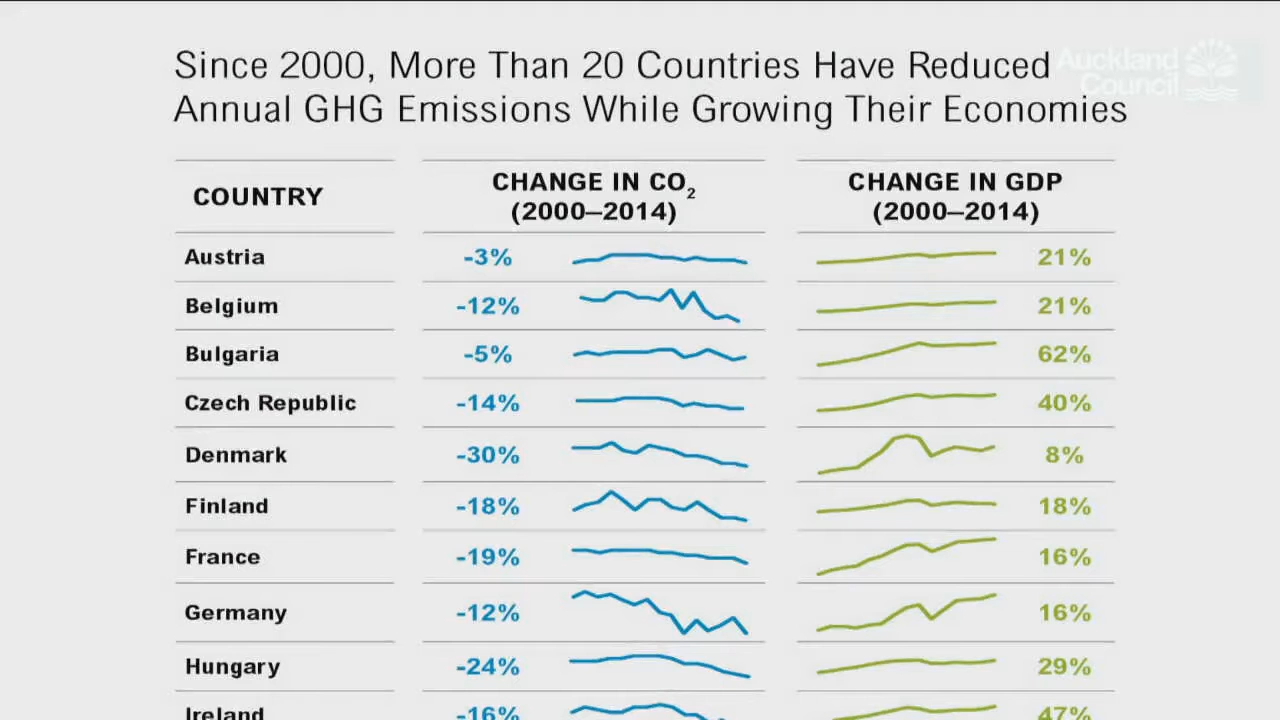 Since 2000, More Than 20 Countries Have Reduced
Annual GHG Emissions While Growing Their Economies
Auckland
Council
COUNTRY
CHANGE IN CO₂
(2000–2014)
CHANGE IN GDP
(2000–2014)
Austria -3% 21%
Belgium -12% 21%
Bulgaria -5% 62%
Czech Republic -14% 40%
Denmark -30% 8%
Finland -18% 18%
France -19% 16%
Germany -12% 16%
Hungary -24% 29%
Ireland -16% 47%